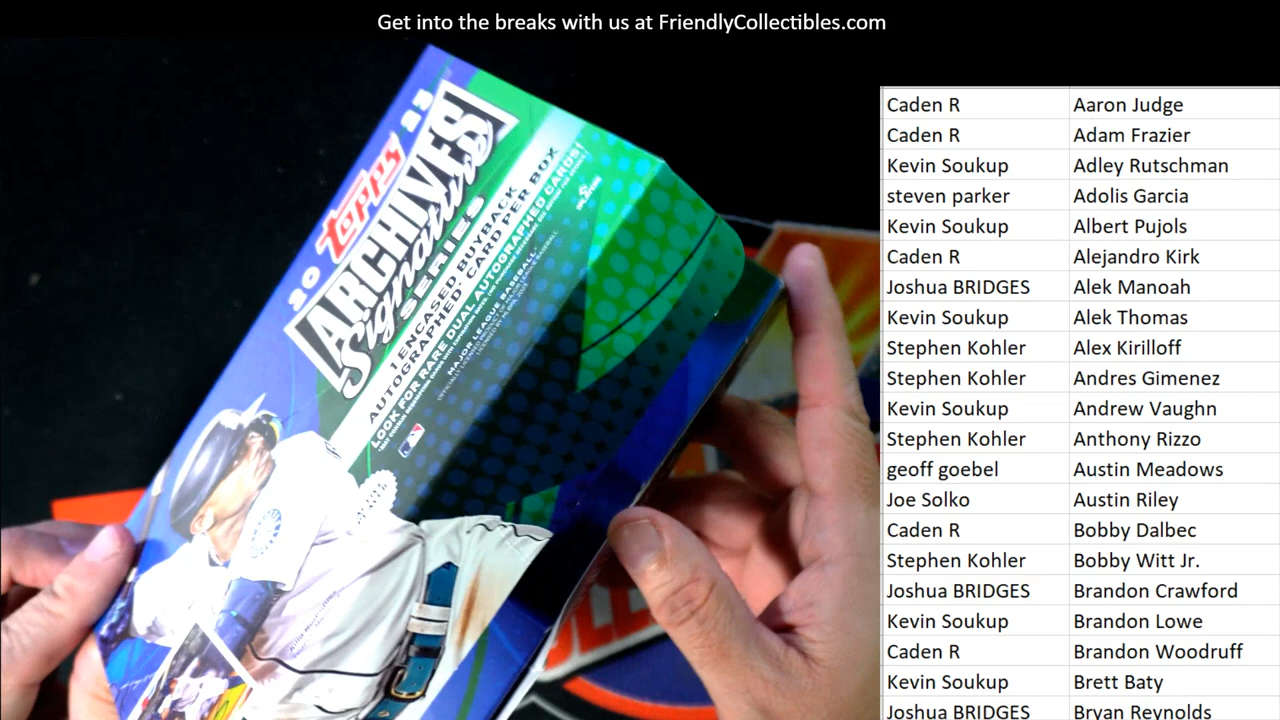 Get into the breaks with us at FriendlyCollectibles.com
20 topps 23
ARCHIVES
Signature
SERIES
1 ENCASED BUYBACK
AUTOGRAPHED CARD PER BOX
LOOK FOR RARE DUAL AUTOGRAPHED CARDS!
MAJOR LEAGUE BASEBALL
Caden R Aaron Judge
Caden R Adam Frazier
Kevin Soukup Adley Rutschman
steven parker Adolis Garcia
Kevin Soukup Albert Pujols
Caden R Alejandro Kirk
Joshua BRIDGES Alek Manoah
Kevin Soukup Alek Thomas
Stephen Kohler Alex Kirilloff
Stephen Kohler Andres Gimenez
Kevin Soukup Andrew Vaughn
Stephen Kohler Anthony Rizzo
geoff goebel Austin Meadows
Joe Solko Austin Riley
Caden R Bobby Dalbec
Stephen Kohler Bobby Witt Jr.
Joshua BRIDGES Brandon Crawford
Kevin Soukup Brandon Lowe
Caden R Brandon Woodruff
Kevin Soukup Brett Baty
Joshua BRIDGES Bryan Reynolds